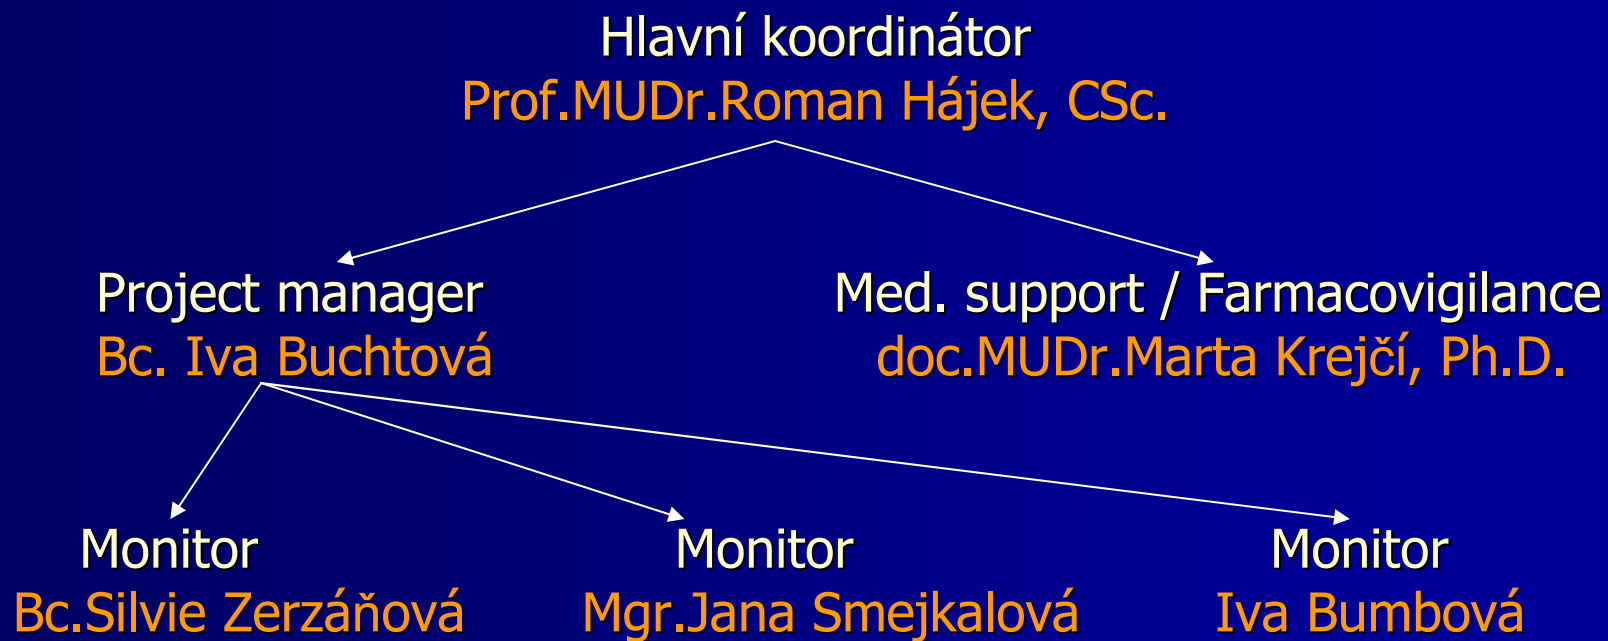 Hlavní koordinátor
Prof.MUDr.Roman Hájek, CSc.
Project manager
Bc. Iva Buchtová
Med. support / Farmacovigilance
doc.MUDr.Marta Krejčí, Ph.D.
Monitor
Bc.Silvie Zerzáňová
Monitor
Mgr.Jana Smejkalová
Monitor
Iva Bumbová